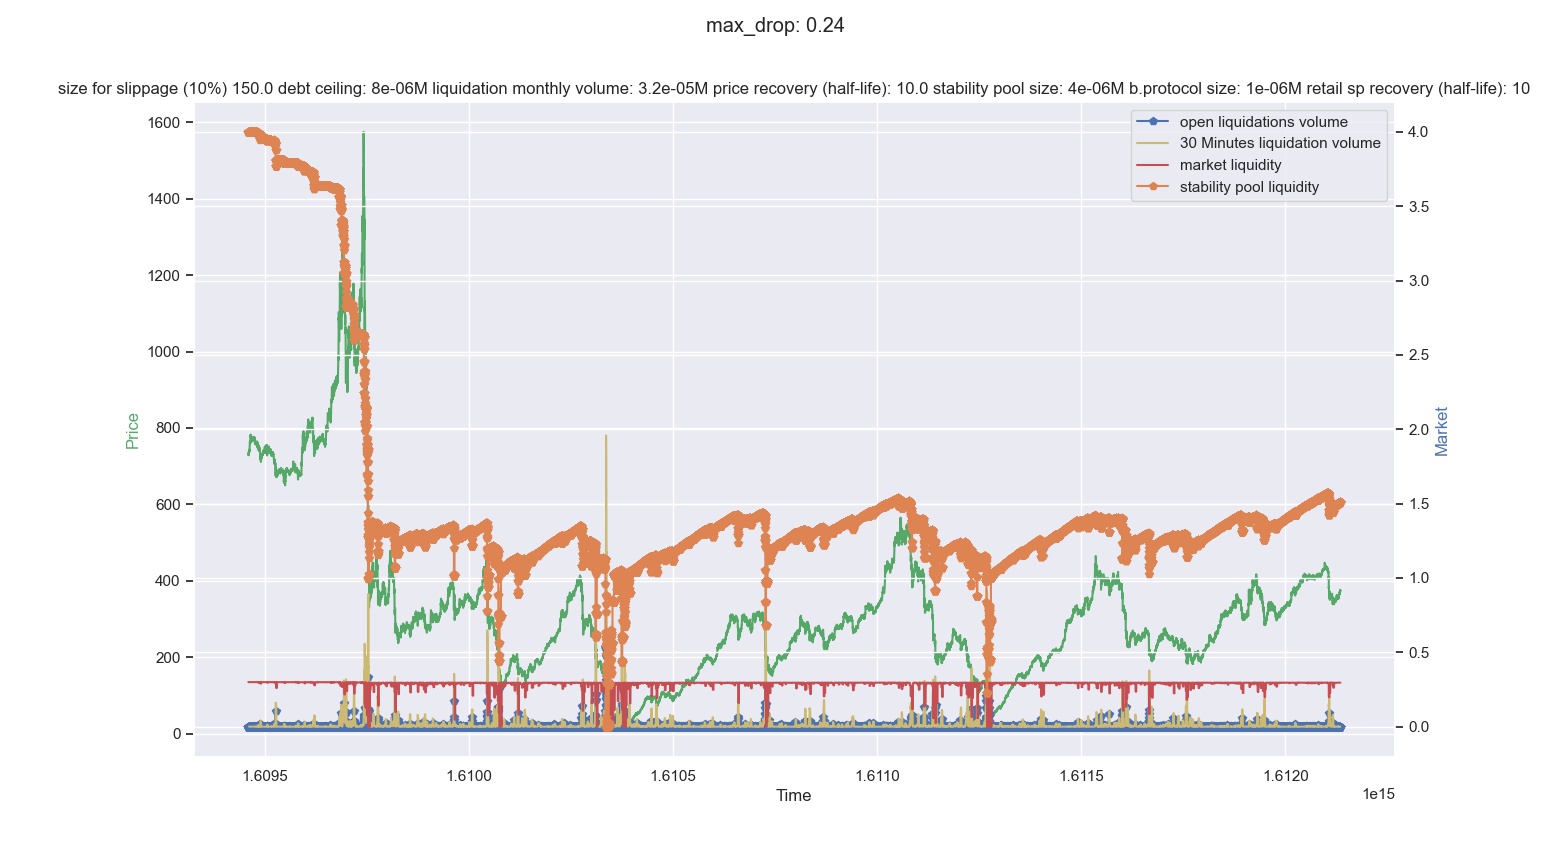 max_drop: 0.24
size for slippage (10%) 150.0 debt ceiling: 8e-06M liquidation monthly volume: 3.2e-05M price recovery (half-life): 10.0 stability pool size: 4e-06M b.protocol size: 1e-06M retail sp recovery (half-life): 10
open liquidations volume
30 Minutes liquidation volume
market liquidity
stability pool liquidity
1600
1400
1200
1000
800
600
400
200
0
Price
4.0
3.5
3.0
2.5
2.0
1.5
1.0
0.5
0.0
Market
1.6095 1.6100 1.6105 1.6110 1.6115 1.6120
1e15
Time